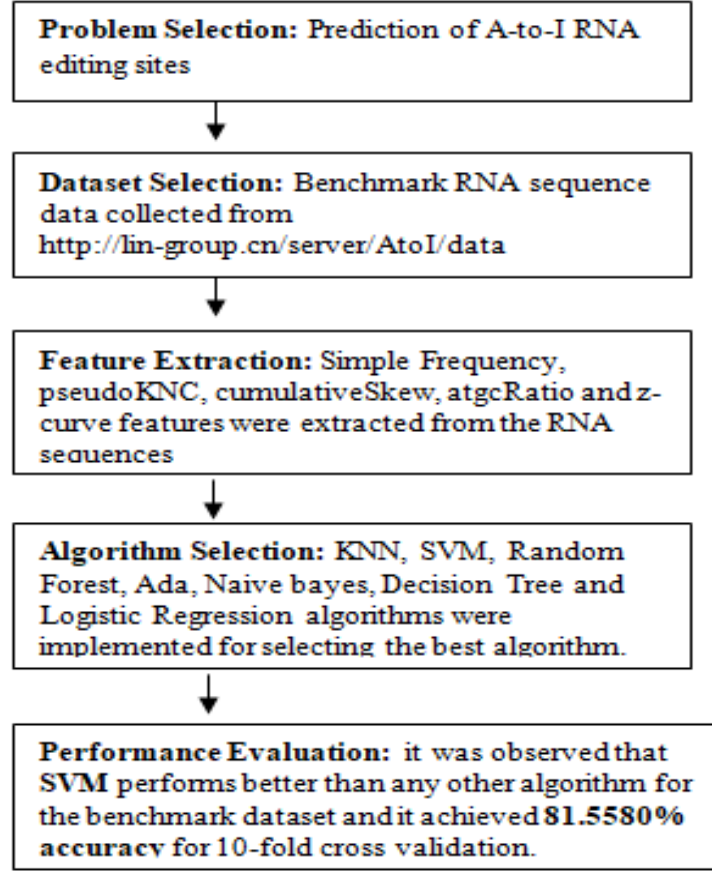 Problem Selection: Prediction of A-to-I RNA
editing sites
Dataset Selection: Benchmark RNA sequence
data collected from
http://lin-group.cn/server/AtoI/data
Feature Extraction: Simple Frequency,
pseudoKNC, cumulativeSkew, atgcRatio and z-
curve features were extracted from the RNA
sequences
Algorithm Selection: KNN, SVM, Random
Forest, Ada, Naive bayes, Decision Tree and
Logistic Regression algorithms were
implemented for selecting the best algorithm.
Performance Evaluation: it was observed that
SVM performs better than any other algorithm for
the benchmark dataset and it achieved 81.5580%
accuracy for 10-fold cross validation.